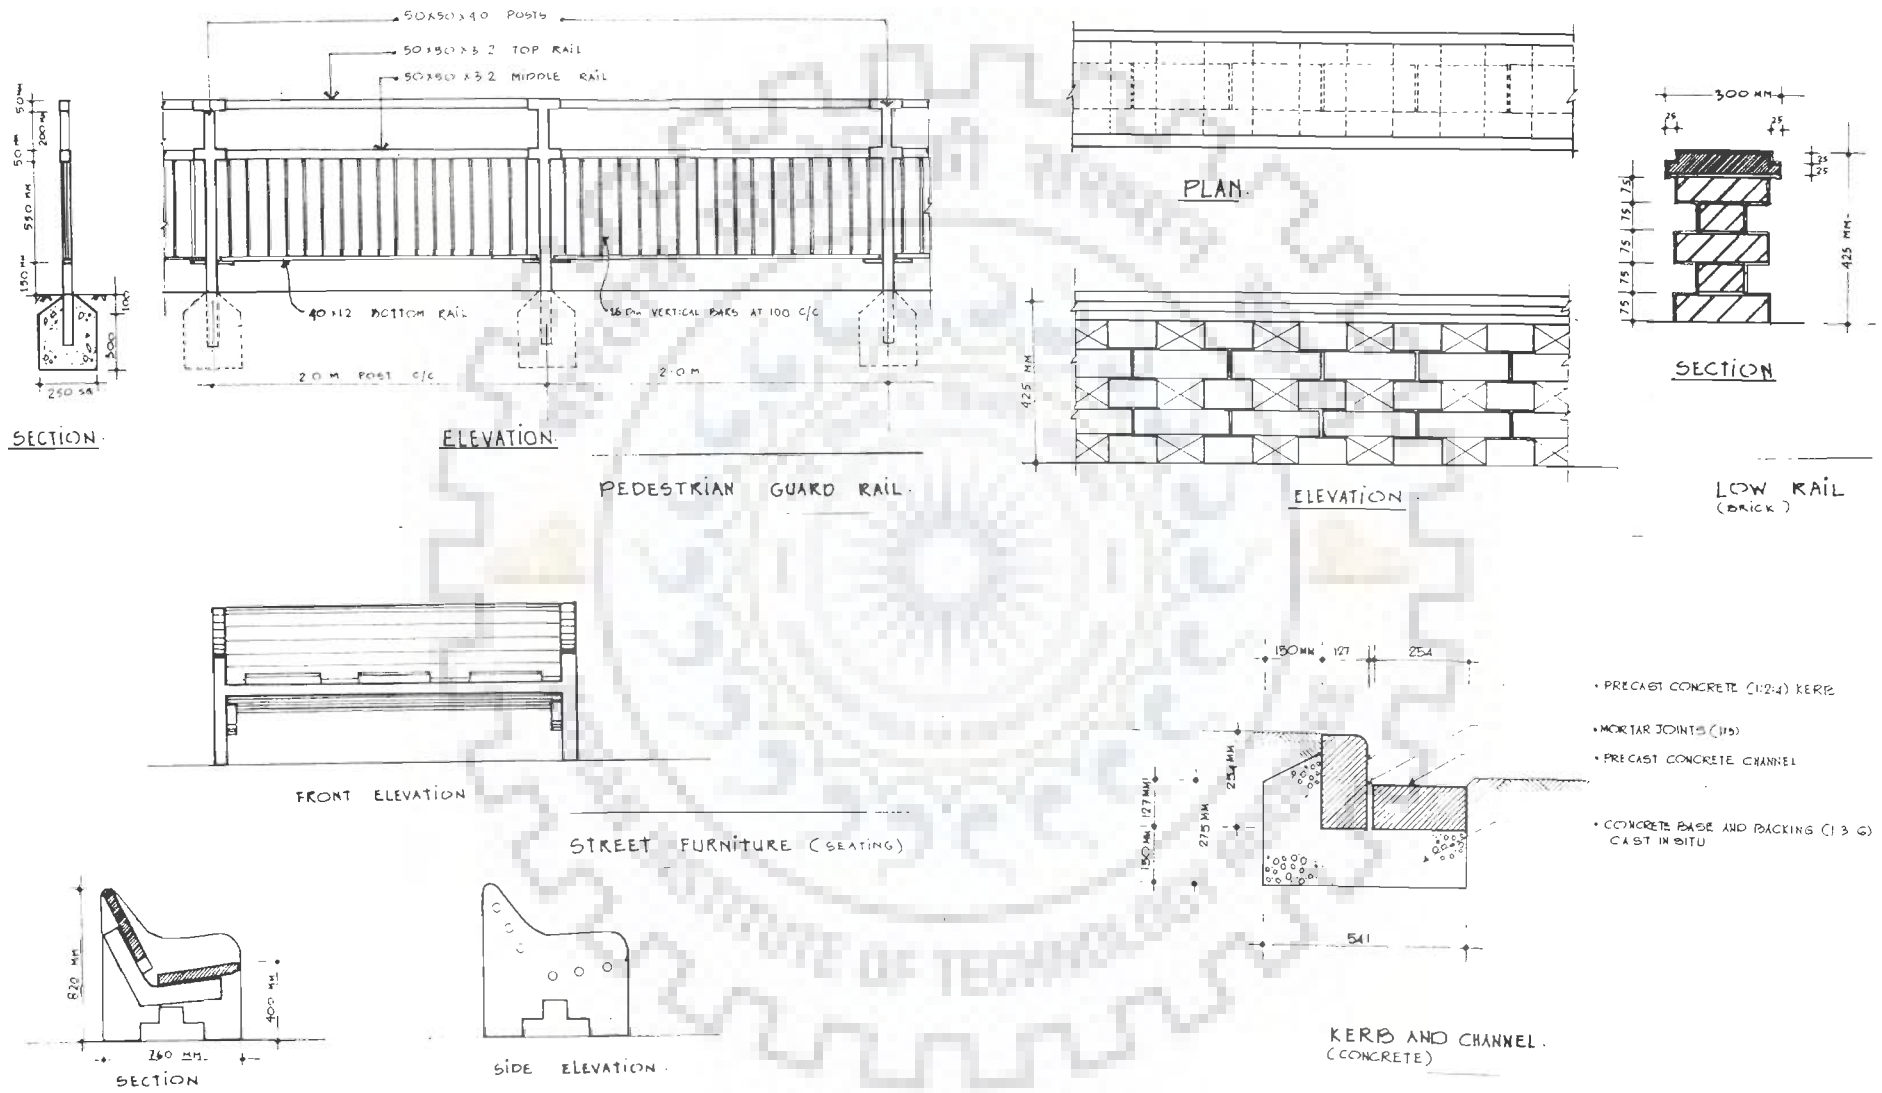 50x50x40 POSTS
50x50x3.2 TOP RAIL
50x50x3.2 MIDDLE RAIL
50 MM
200 M
50 MM
550 MM
150 MM
100
300
250 SQ
40x12 BOTTOM RAIL
16 DIA VERTICAL BARS AT 100 C/C
2.0 M POST C/C
2.0 M
SECTION.
ELEVATION.
PEDESTRIAN GUARD RAIL.
PLAN.
300 MM
25
25
25
25
75
75
75
75
75
425 MM
SECTION
425 MM
ELEVATION
LOW RAIL
(BRICK)
FRONT ELEVATION
STREET FURNITURE (SEATING)
820 MM
400 MM
760 MM
SECTION
SIDE ELEVATION.
150 MM
127
254
• PRECAST CONCRETE (1:2:4) KERB
• MORTAR JOINTS (1:3)
• PRECAST CONCRETE CHANNEL
• CONCRETE BASE AND BACKING (1 3 6)
CAST IN SITU
254 MM
127 MM
275 MM
150 MM
541
KERB AND CHANNEL.
(CONCRETE)
INSTITUTE OF TECHNOLOGY